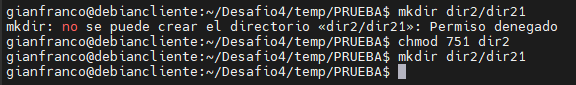 gianfranco@debiancliente:~/Desafio4/temp/PRUEBA$ mkdir dir2/dir21
mkdir: no se puede crear el directorio «dir2/dir21»: Permiso denegado
gianfranco@debiancliente:~/Desafio4/temp/PRUEBA$ chmod 751 dir2
gianfranco@debiancliente:~/Desafio4/temp/PRUEBA$ mkdir dir2/dir21
gianfranco@debiancliente:~/Desafio4/temp/PRUEBA$